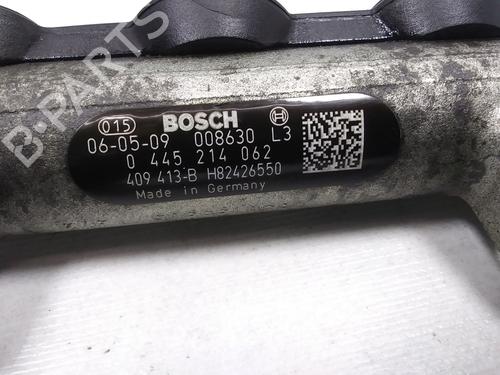 015 BOSCH
06-05-09 008630 L3
0 445 214 062
409 413-B H82426550
Made in Germany
B-PARTS